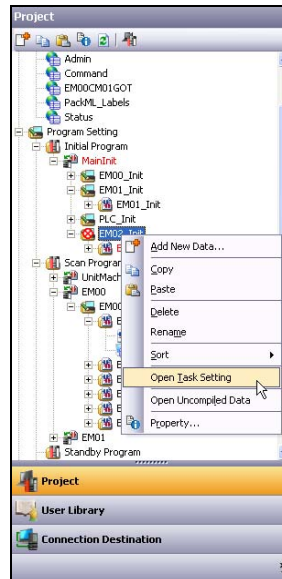 Project
Admin
Command
EM00CM01GOT
PackML_Labels
Status
Program Setting
Initial Program
MainInit
EM00_Init
EM01_Init
EM01_Init
PLC_Init
EM02_Init
Scan Program
UnitMach
EM00
EM00
EM01
Standby Program
Add New Data...
Copy
Paste
Delete
Rename
Sort
Open Task Setting
Open Uncompiled Data
Property...
Project
User Library
Connection Destination